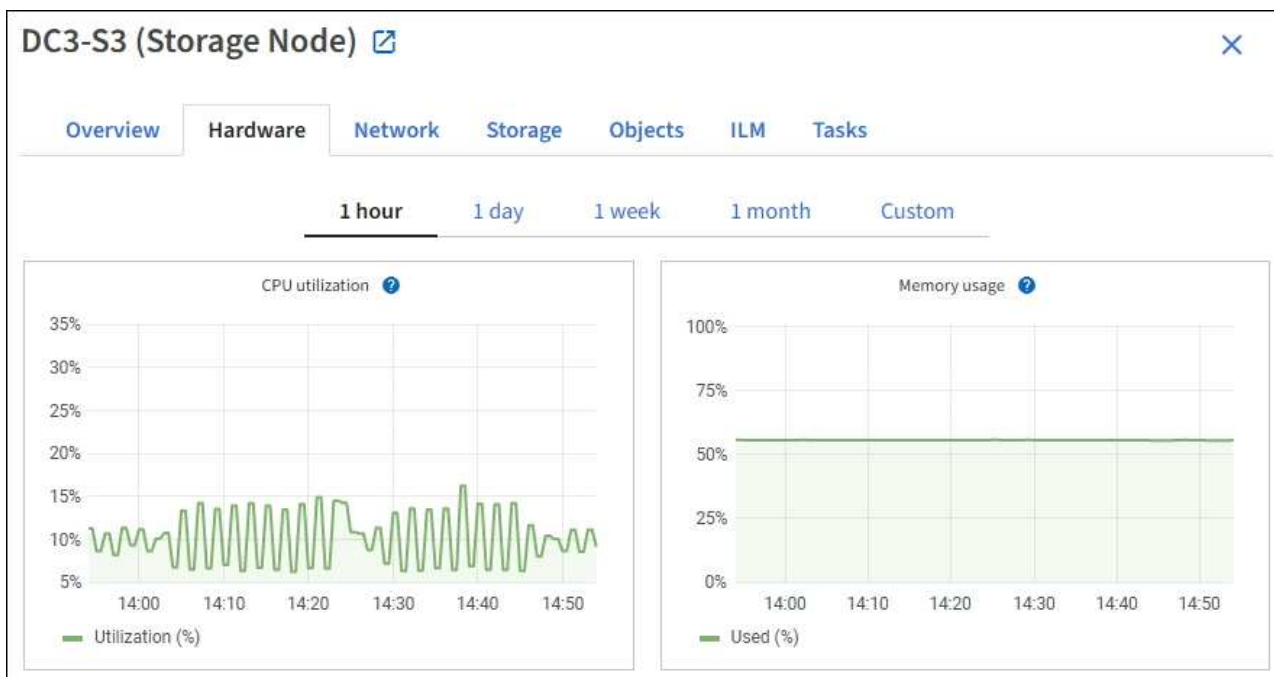 DC3-S3 (Storage Node)
Overview Hardware Network Storage Objects ILM Tasks
1 hour 1 day 1 week 1 month Custom
CPU utilization ?
35%
30%
25%
20%
15%
10%
5%
14:00 14:10 14:20 14:30 14:40 14:50
Utilization (%)
Memory usage ?
100%
75%
50%
25%
0%
14:00 14:10 14:20 14:30 14:40 14:50
Used (%)